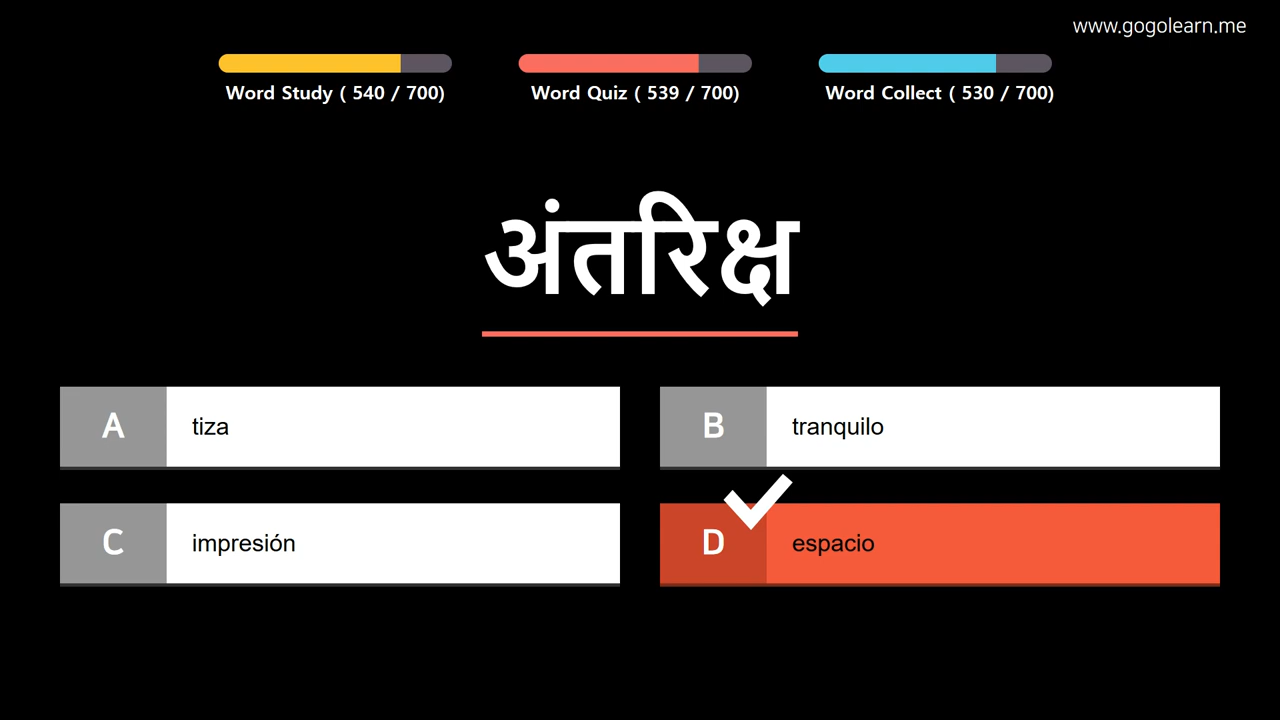 www.gogolearn.me
Word Study ( 540 / 700)
Word Quiz ( 539 / 700)
Word Collect ( 530 / 700)
अंतरिक्ष
A tiza
B tranquilo
C impresión
D espacio